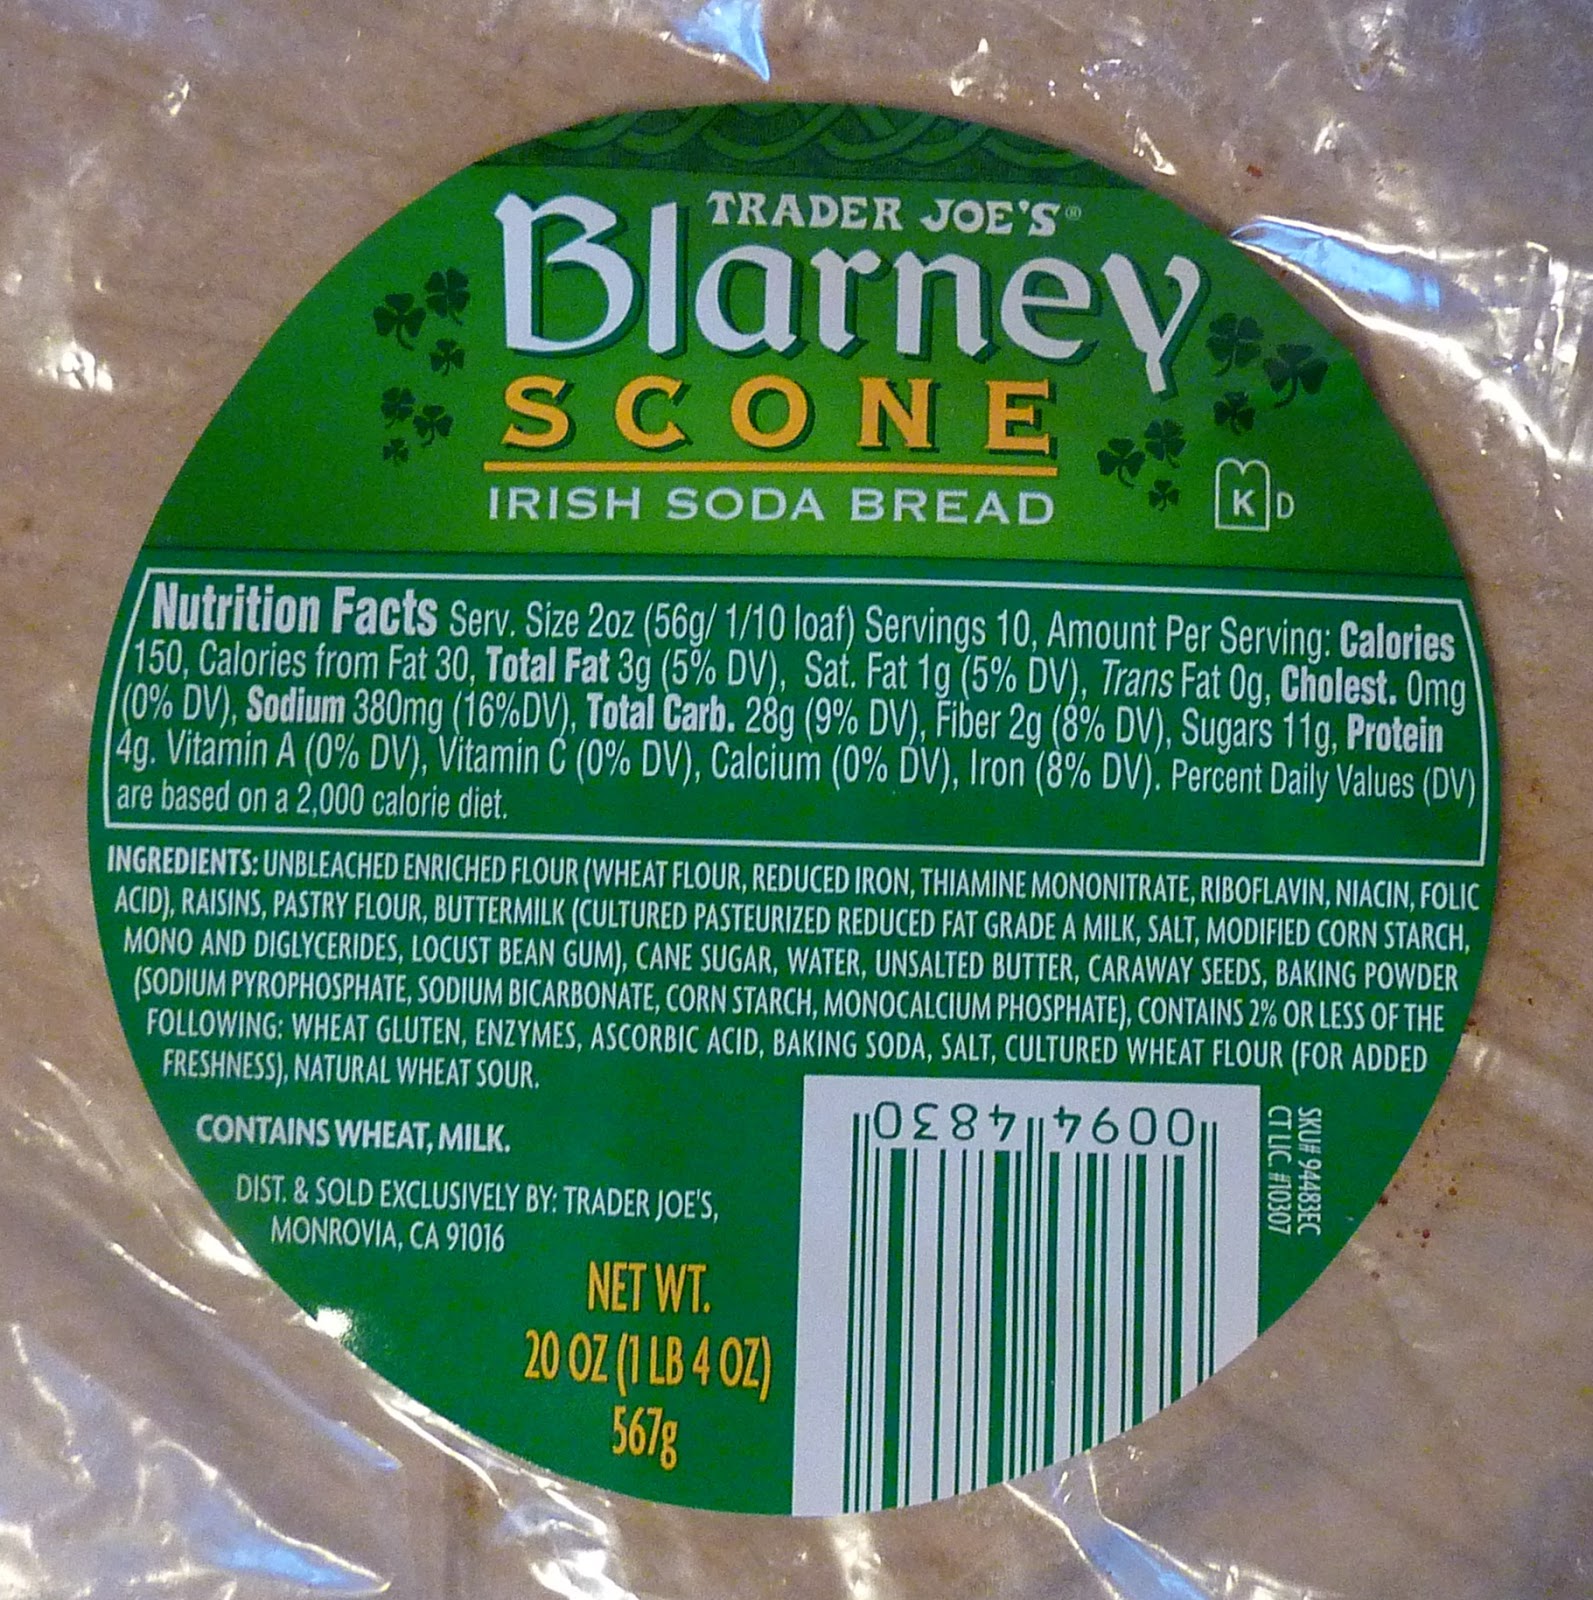 TRADER JOE'S®
Blarney
SCONE
IRISH SODA BREAD
K D
Nutrition Facts Serv. Size 2oz (56g/ 1/10 loaf) Servings 10, Amount Per Serving: Calories
150, Calories from Fat 30, Total Fat 3g (5% DV), Sat. Fat 1g (5% DV), Trans Fat 0g, Cholest. 0mg
(0% DV), Sodium 380mg (16%DV), Total Carb. 28g (9% DV), Fiber 2g (8% DV), Sugars 11g, Protein
4g. Vitamin A (0% DV), Vitamin C (0% DV), Calcium (0% DV), Iron (8% DV). Percent Daily Values (DV)
are based on a 2,000 calorie diet.
INGREDIENTS: UNBLEACHED ENRICHED FLOUR (WHEAT FLOUR, REDUCED IRON, THIAMINE MONONITRATE, RIBOFLAVIN, NIACIN, FOLIC
ACID), RAISINS, PASTRY FLOUR, BUTTERMILK (CULTURED PASTEURIZED REDUCED FAT GRADE A MILK, SALT, MODIFIED CORN STARCH,
MONO AND DIGLYCERIDES, LOCUST BEAN GUM), CANE SUGAR, WATER, UNSALTED BUTTER, CARAWAY SEEDS, BAKING POWDER
(SODIUM PYROPHOSPHATE, SODIUM BICARBONATE, CORN STARCH, MONOCALCIUM PHOSPHATE), CONTAINS 2% OR LESS OF THE
FOLLOWING: WHEAT GLUTEN, ENZYMES, ASCORBIC ACID, BAKING SODA, SALT, CULTURED WHEAT FLOUR (FOR ADDED
FRESHNESS), NATURAL WHEAT SOUR.
CONTAINS WHEAT, MILK.
DIST. & SOLD EXCLUSIVELY BY: TRADER JOE'S,
MONROVIA, CA 91016
NET WT.
20 OZ (1 LB 4 OZ)
567g
0094 4830
SKU# 94483EC
CT LIC. #10307